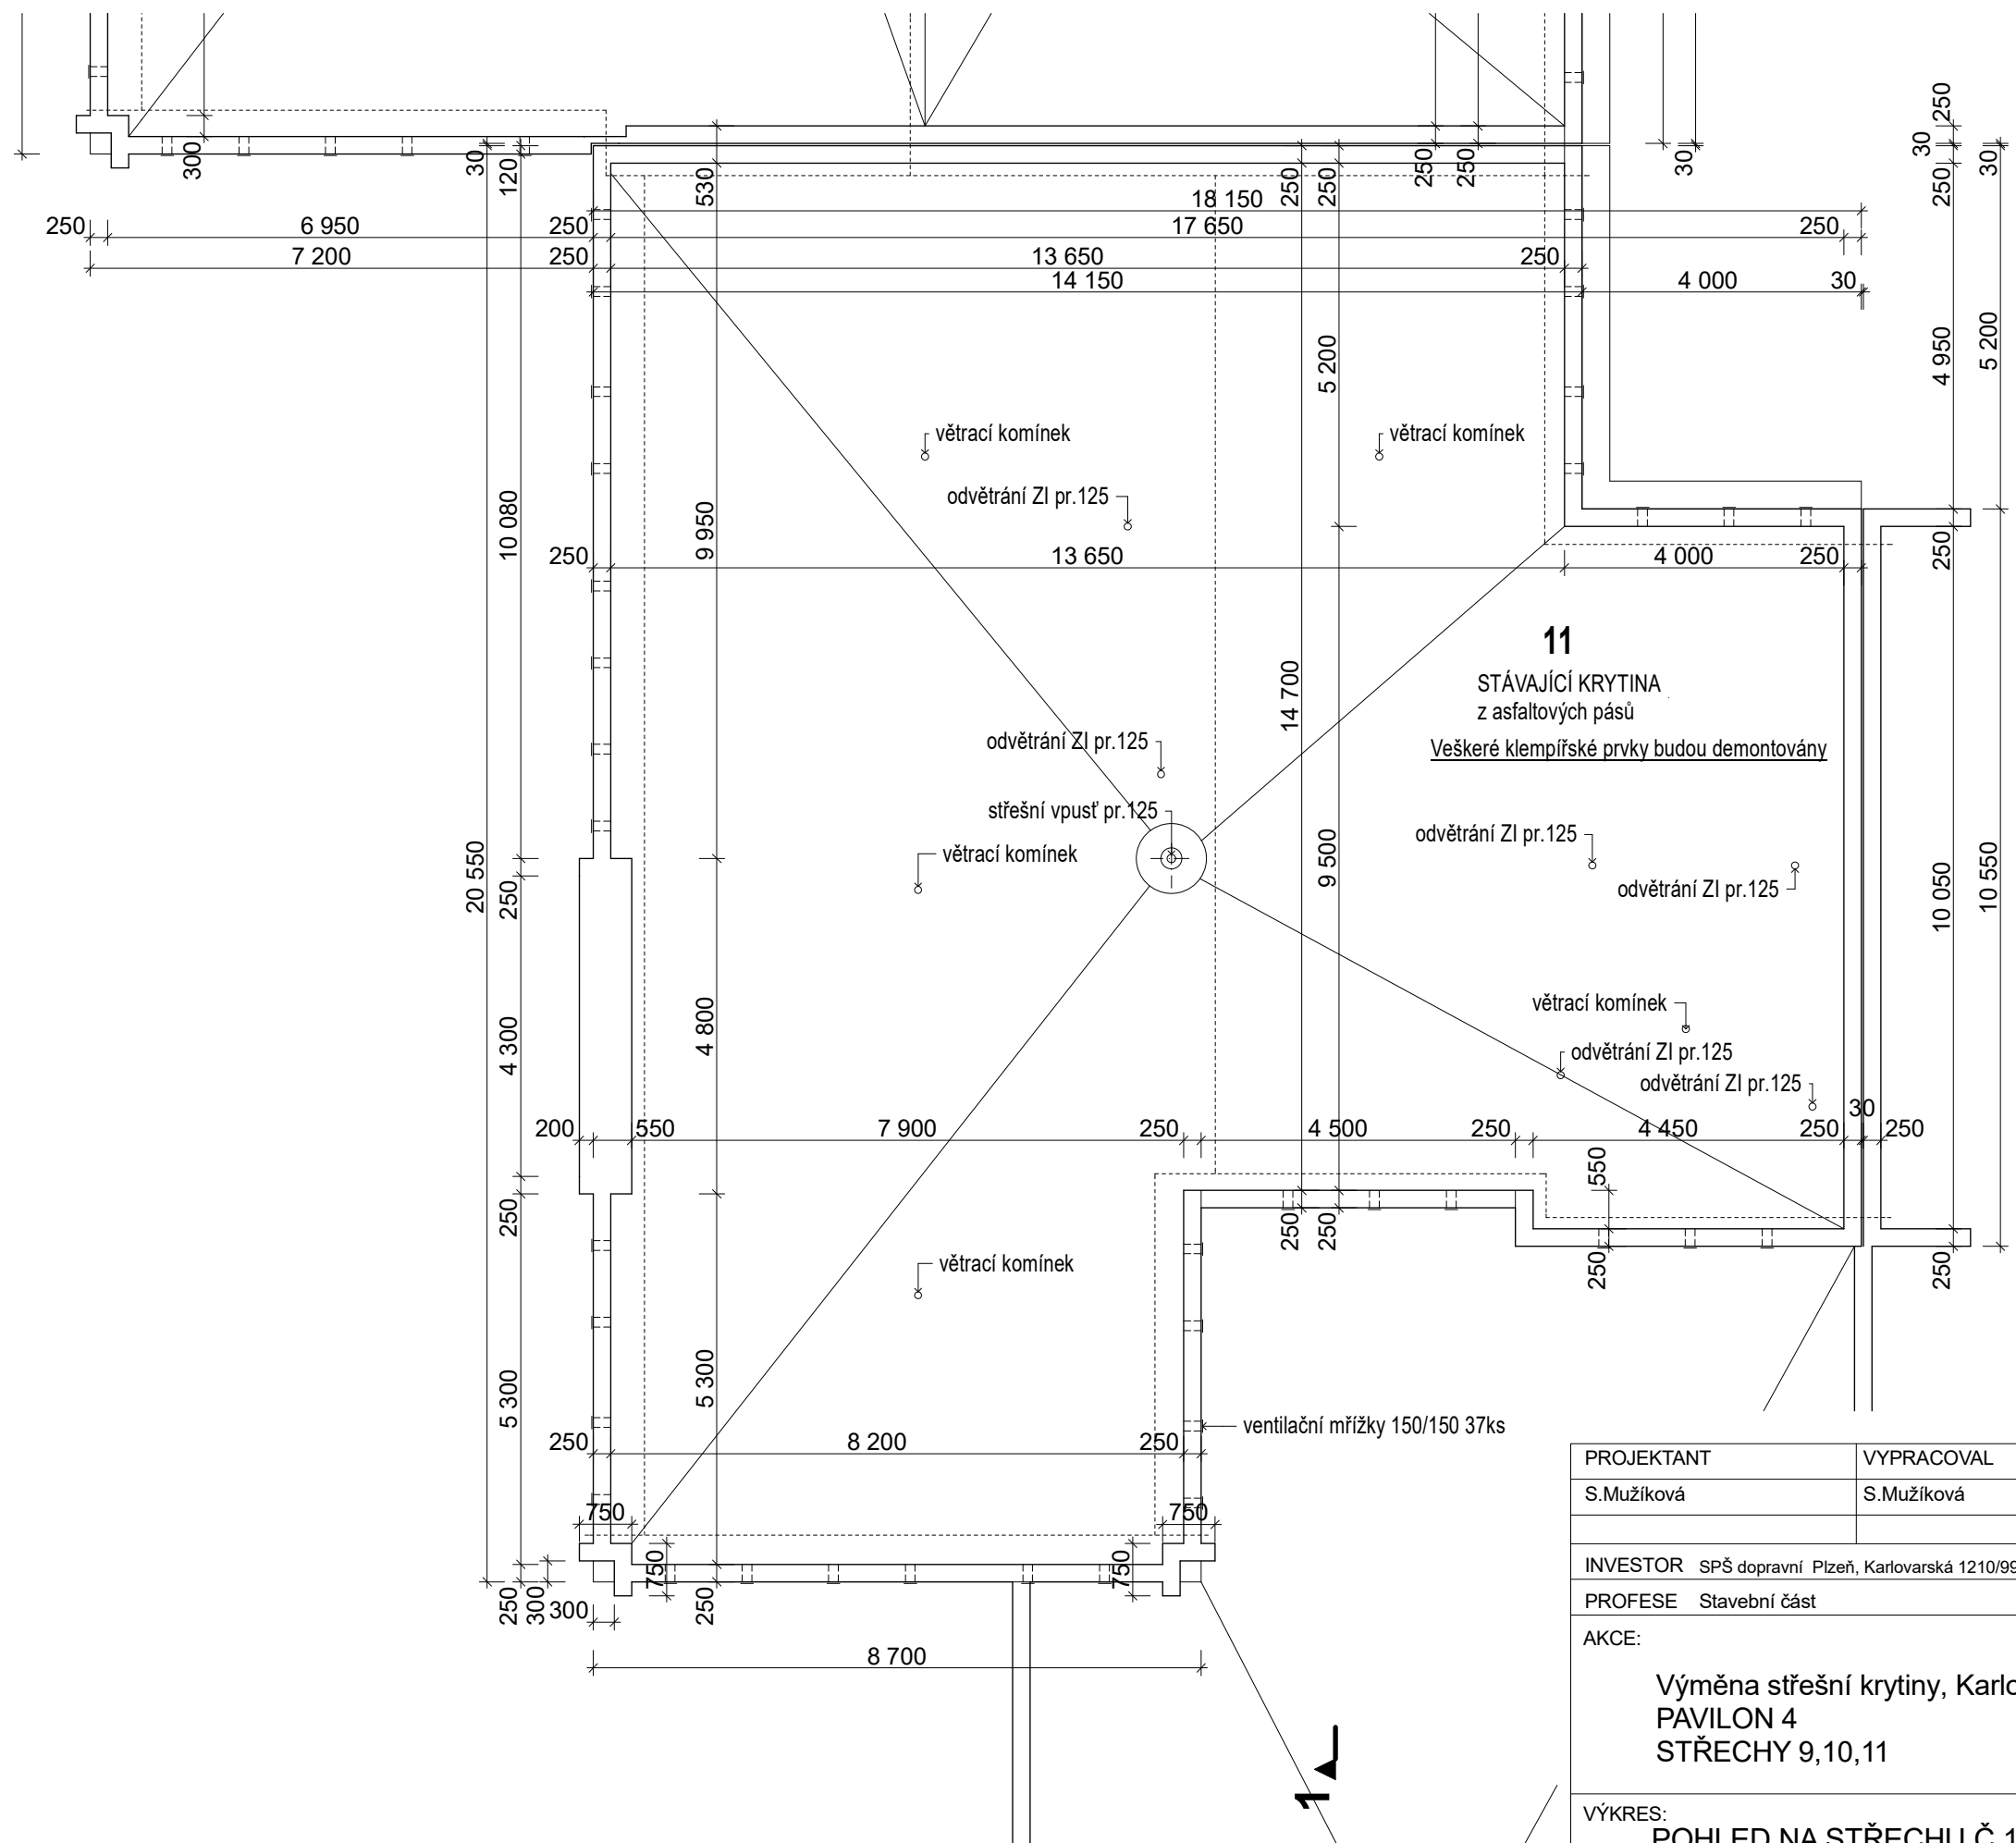 300
30
120
530
250
250
250
250
30
250
30
250
30
18 150
250
6 950
250
17 650
250
7 200
250
13 650
250
14 150
4 000
30
5 200
4 950
5 200
větrací komínek
větrací komínek
odvětrání ZI pr.125
10 080
9 950
250
13 650
4 000
250
250
11
STÁVAJÍCÍ KRYTINA
z asfaltových pásů
Veškeré klempířské prvky budou demontovány
14 700
odvětrání ZI pr.125
střešní vpusť pr.125
větrací komínek
odvětrání ZI pr.125
odvětrání ZI pr.125
20 550
250
9 500
10 050
10 550
4 300
4 800
větrací komínek
odvětrání ZI pr.125
odvětrání ZI pr.125
30
200
550
7 900
250
4 500
250
4 450
250
250
550
250
250
250
250
250
větrací komínek
5 300
5 300
ventilační mřížky 150/150 37ks
250
8 200
250
750
750
750
750
250
300
300
250
8 700
1
PROJEKTANT
VYPRACOVAL
S.Mužíková
S.Mužíková
INVESTOR SPŠ dopravní Plzeň, Karlovarská 1210/99
PROFESE Stavební část
AKCE:
Výměna střešní krytiny, Karlo
PAVILON 4
STŘECHY 9,10,11
VÝKRES:
POHLED NA STŘECHU Č.1